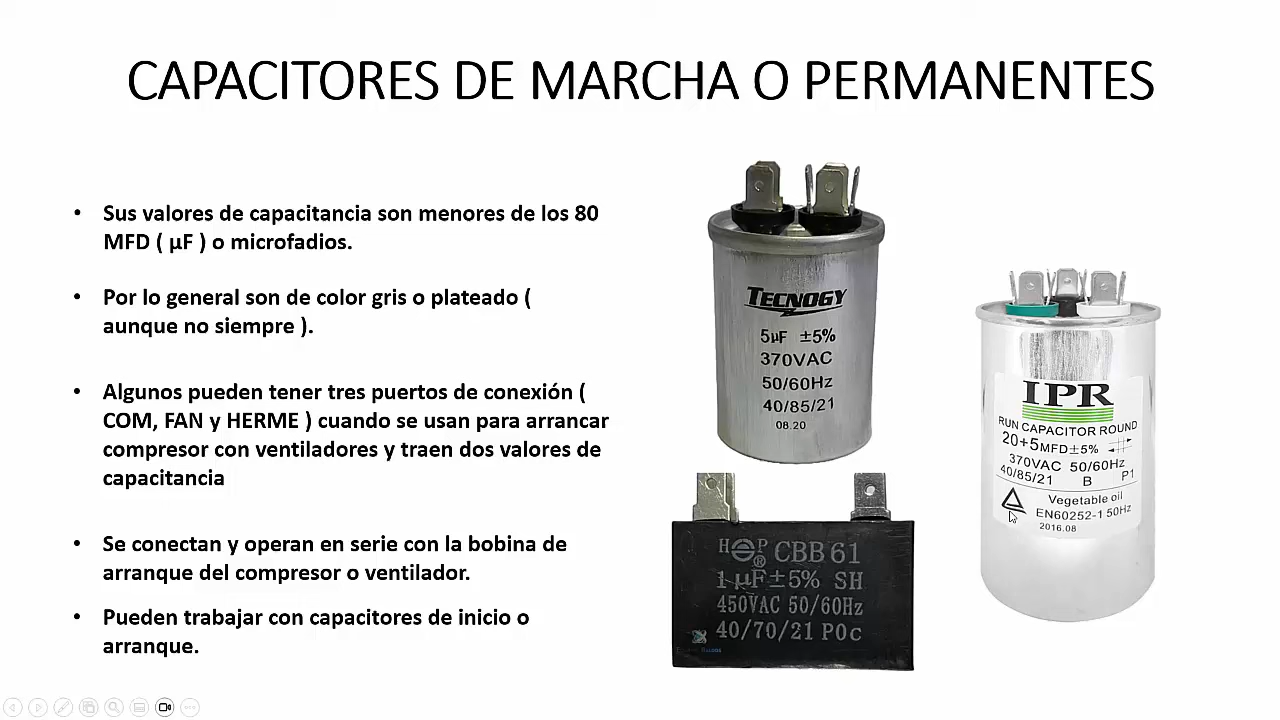 CAPACITORES DE MARCHA O PERMANENTES
• Sus valores de capacitancia son menores de los 80
MFD ( µF ) o microfadios.
• Por lo general son de color gris o plateado (
aunque no siempre ).
• Algunos pueden tener tres puertos de conexión (
COM, FAN y HERME ) cuando se usan para arrancar
compresor con ventiladores y traen dos valores de
capacitancia
• Se conectan y operan en serie con la bobina de
arranque del compresor o ventilador.
• Pueden trabajar con capacitores de inicio o
arranque.
TECNOGY
5µF ±5%
370VAC
50/60Hz
40/85/21
08.20
IPR
RUN CAPACITOR ROUND
20+5MFD±5%
370VAC 50/60Hz
40/85/21 B P1
Vegetable oil
EN60252-1 50Hz
2016.08
H P ® CBB61
1µF±5% SH
450VAC 50/60Hz
40/70/21 P0c